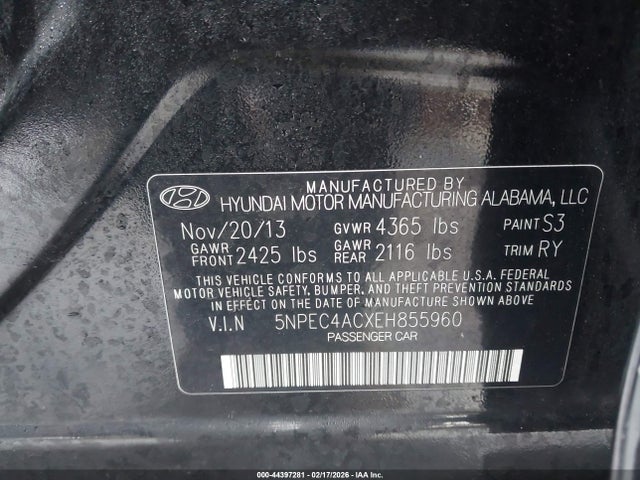 MANUFACTURED BY
HYUNDAI MOTOR MANUFACTURING ALABAMA, LLC
Nov/20/13 GVWR 4365 lbs PAINT S3
GAWR FRONT 2425 lbs GAWR REAR 2116 lbs TRIM RY
THIS VEHICLE CONFORMS TO ALL APPLICABLE U.S.A. FEDERAL
MOTOR VEHICLE SAFETY, BUMPER, AND THEFT PREVENTION STANDARDS
IN EFFECT ON THE DATE OF MANUFACTURE SHOWN ABOVE
V.I.N 5NPEC4ACXEH855960
PASSENGER CAR
000-44397281 - 02/17/2026 - IAA Inc.